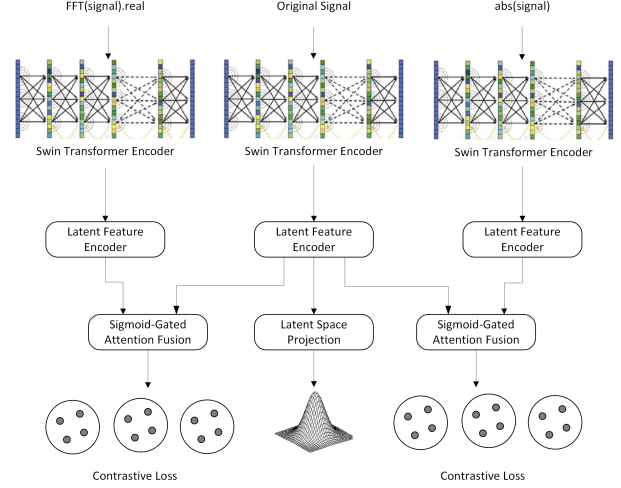 FFT(signal).real
Original Signal
abs(signal)
Swin Transformer Encoder
Swin Transformer Encoder
Swin Transformer Encoder
Latent Feature
Encoder
Latent Feature
Encoder
Latent Feature
Encoder
Sigmoid-Gated
Attention Fusion
Latent Space
Projection
Sigmoid-Gated
Attention Fusion
Contrastive Loss
Contrastive Loss